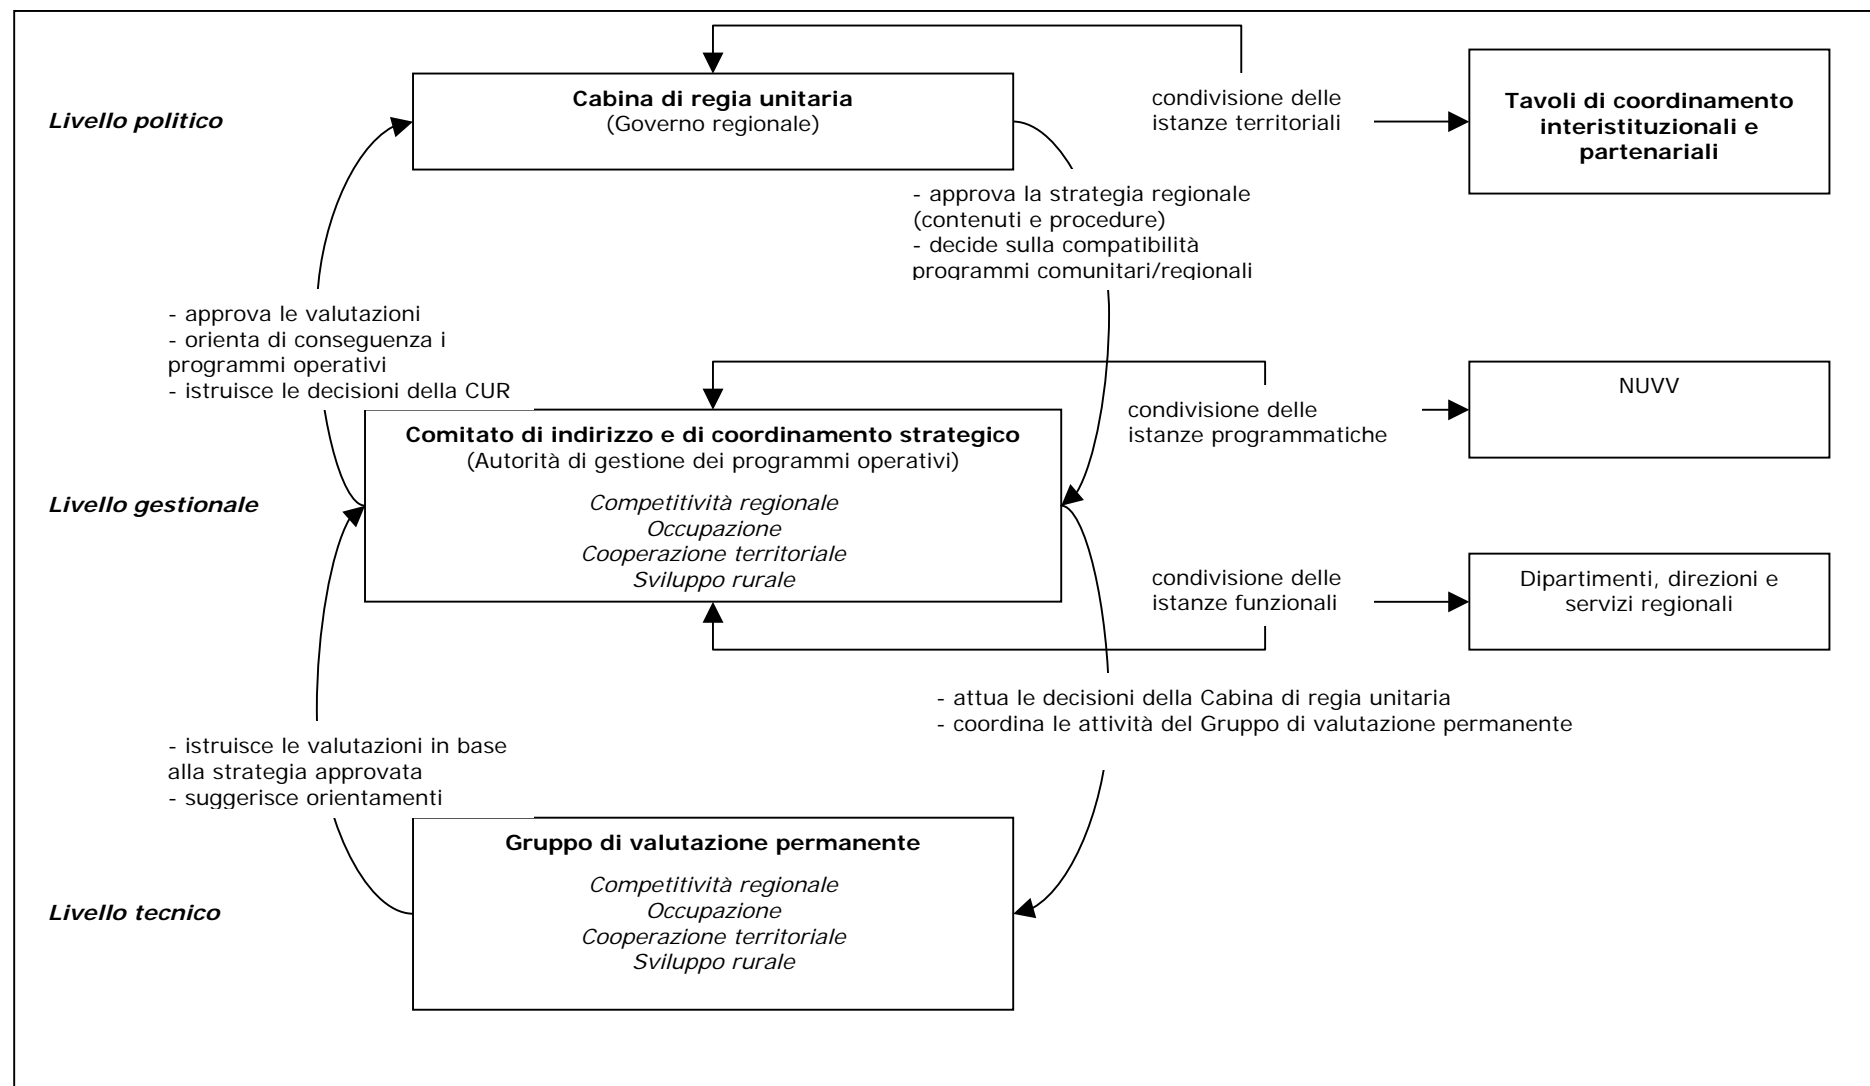 Livello politico
Cabina di regia unitaria
(Governo regionale)
condivisione delle
istanze territoriali
Tavoli di coordinamento
interistituzionali e
partenariali
- approva la strategia regionale
(contenuti e procedure)
- decide sulla compatibilità
programmi comunitari/regionali
- approva le valutazioni
- orienta di conseguenza i
programmi operativi
- istruisce le decisioni della CUR
Livello gestionale
Comitato di indirizzo e di coordinamento strategico
(Autorità di gestione dei programmi operativi)
Competitività regionale
Occupazione
Cooperazione territoriale
Sviluppo rurale
condivisione delle
istanze programmatiche
NUVV
condivisione delle
istanze funzionali
Dipartimenti, direzioni e
servizi regionali
- attua le decisioni della Cabina di regia unitaria
- coordina le attività del Gruppo di valutazione permanente
- istruisce le valutazioni in base
alla strategia approvata
- suggerisce orientamenti
Livello tecnico
Gruppo di valutazione permanente
Competitività regionale
Occupazione
Cooperazione territoriale
Sviluppo rurale